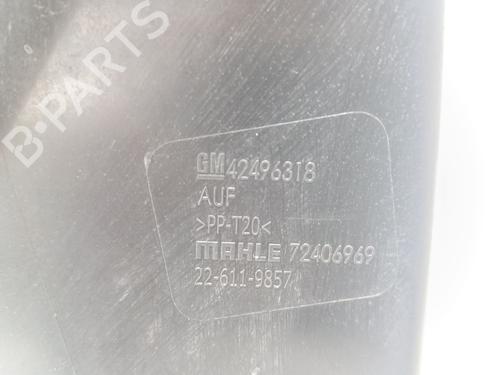 B-PARTS
GM 42496318
AUF
>PP-T20<
MAHLE 72406969
22-611-9857